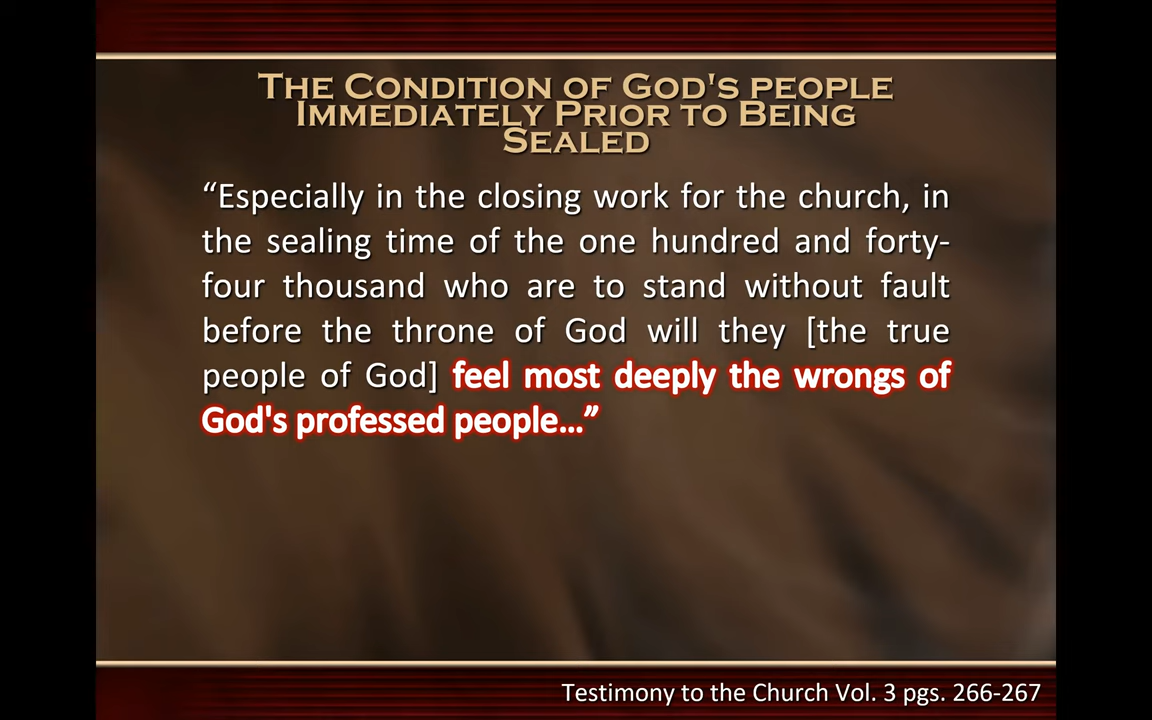 The Condition of God's people
Immediately Prior to Being
Sealed
“Especially in the closing work for the church, in
the sealing time of the one hundred and forty-
four thousand who are to stand without fault
before the throne of God will they [the true
people of God] feel most deeply the wrongs of
God's professed people…”
Testimony to the Church Vol. 3 pgs. 266-267